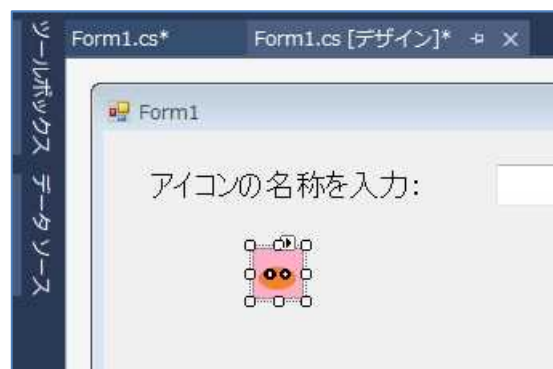 ツールボックス
データソース
Form1.cs*
Form1.cs [デザイン]*
Form1
アイコンの名称を入力: